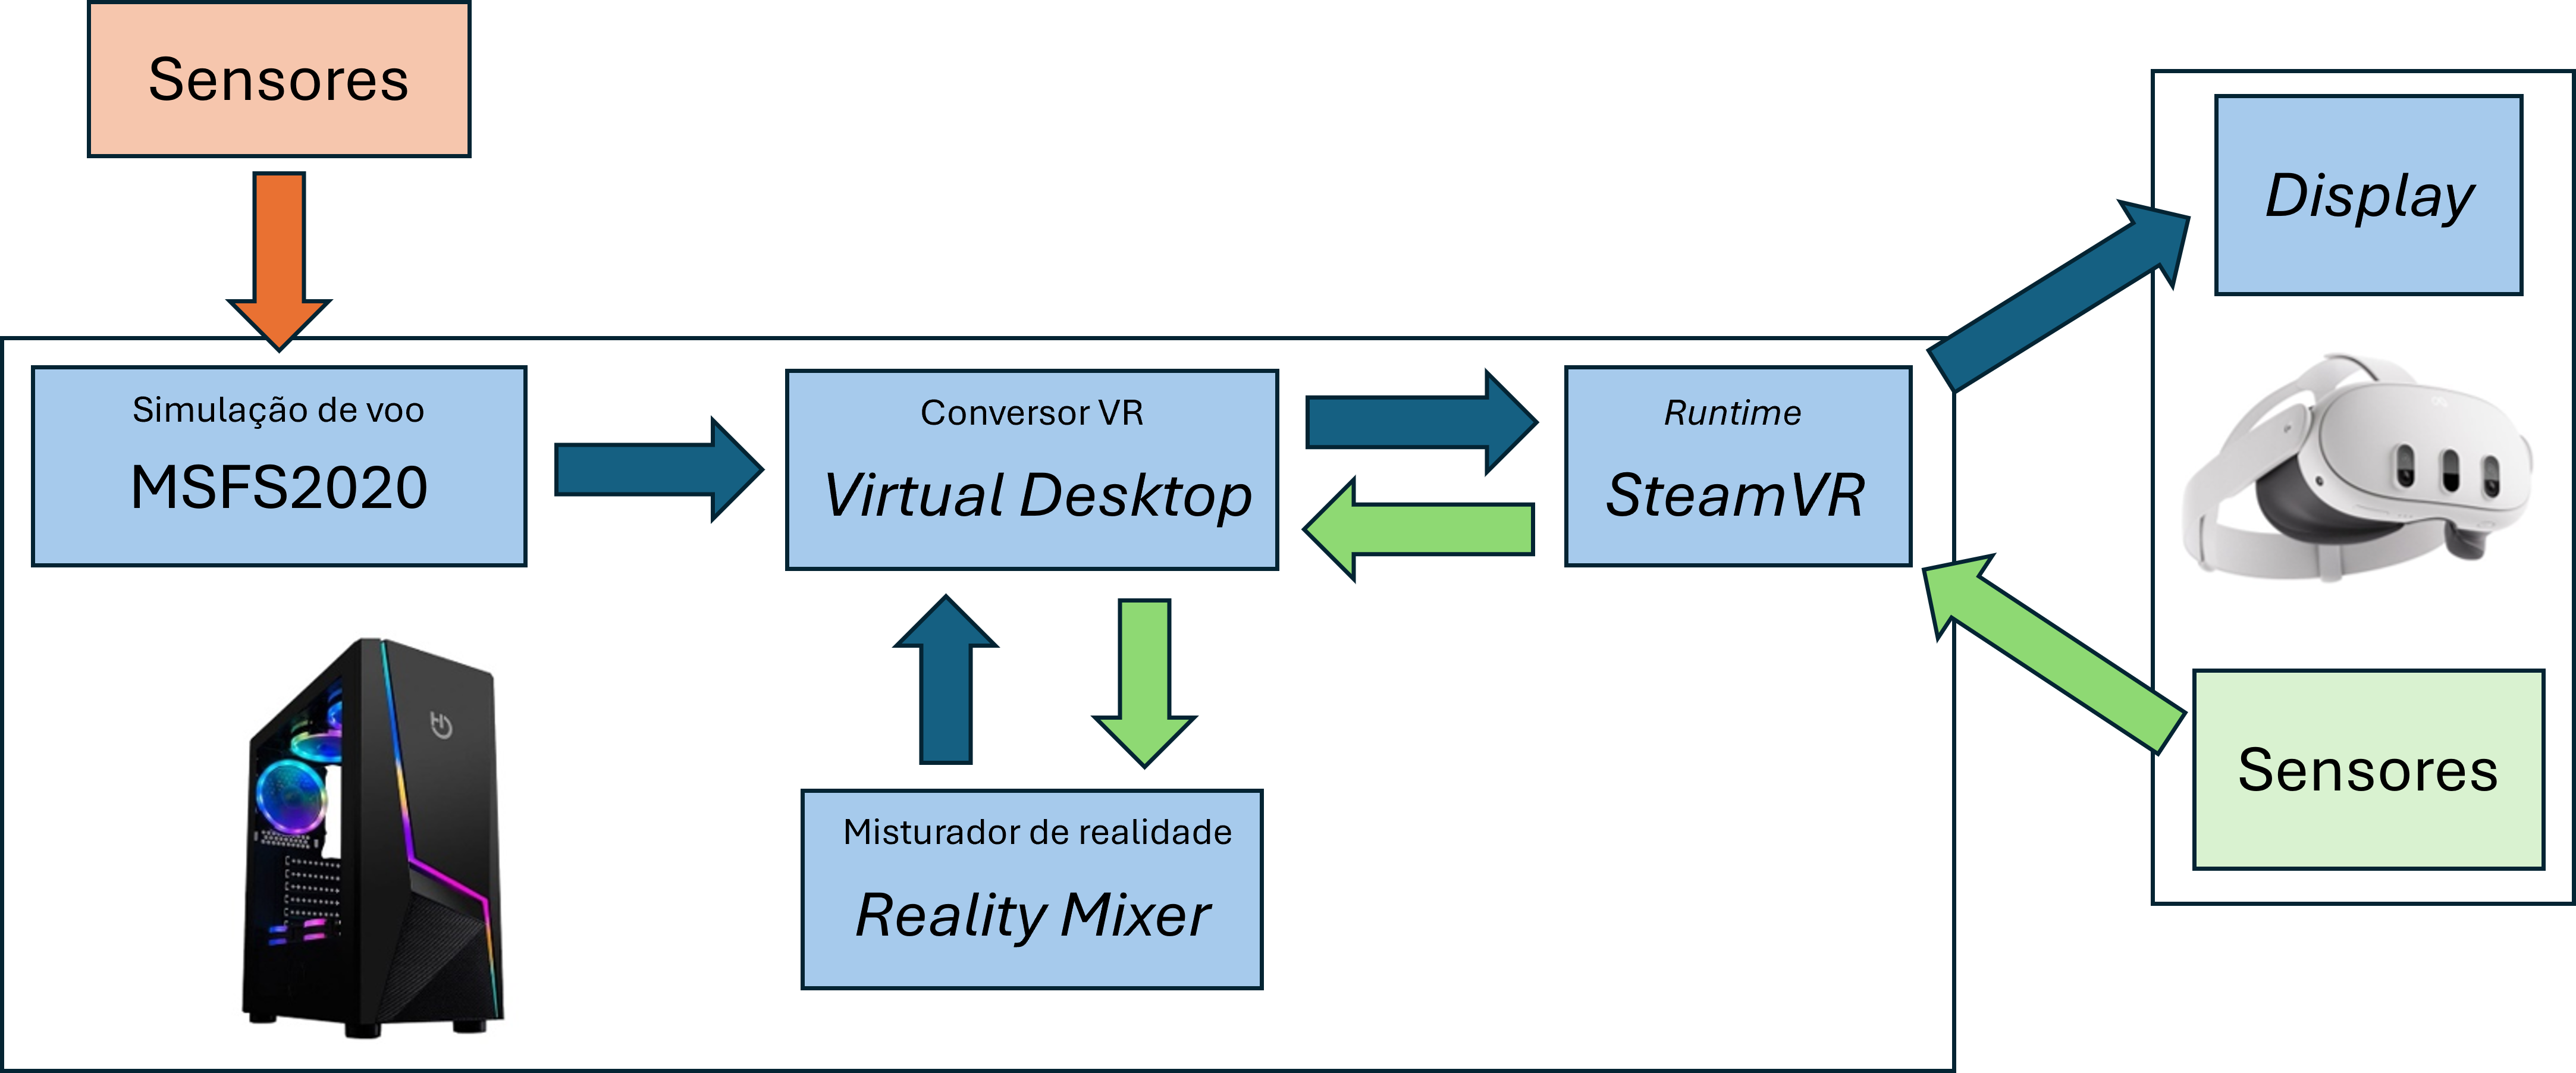 Sensores
Display
Simulação de voo
MSFS2020
Conversor VR
Virtual Desktop
Runtime
SteamVR
Misturador de realidade
Reality Mixer
Sensores